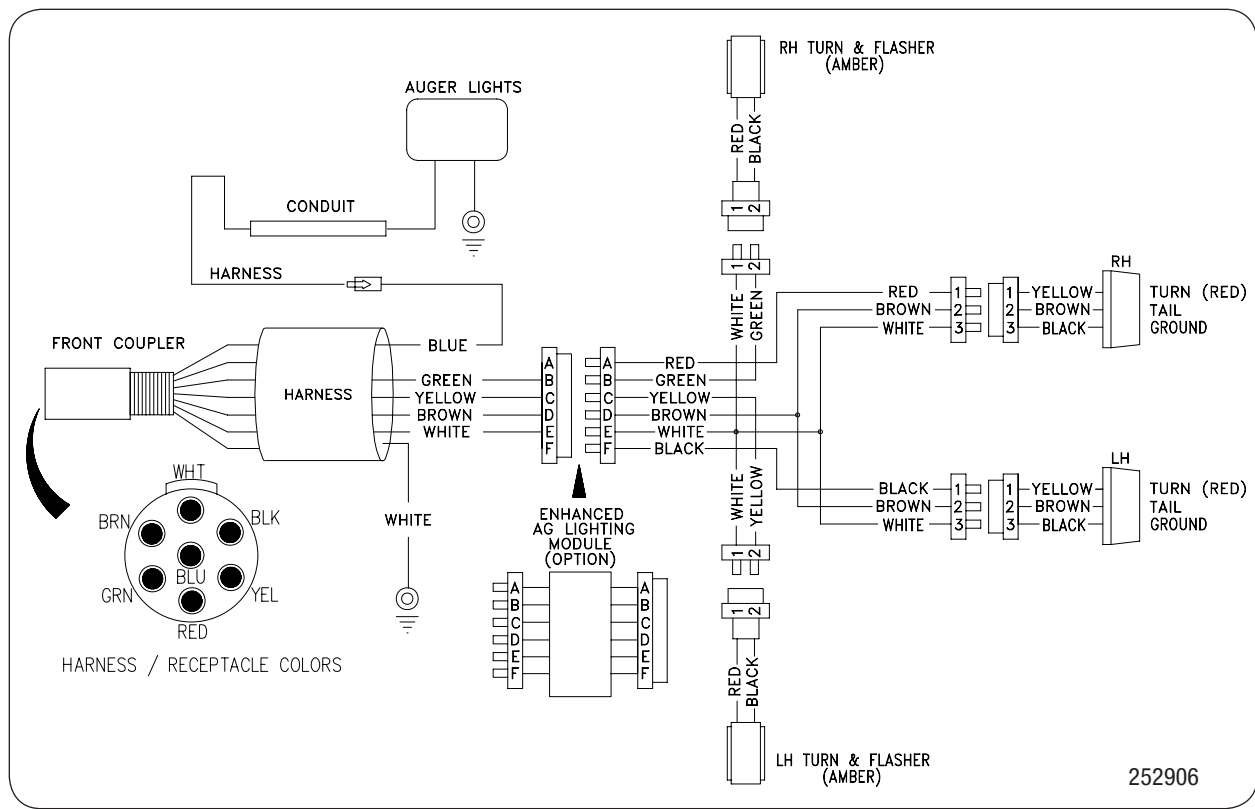 RH TURN & FLASHER
(AMBER)
AUGER LIGHTS
RED
BLACK
CONDUIT
1
2
HARNESS
1
2
RH
WHITE
GREEN
RED
1
1
YELLOW
TURN (RED)
BROWN
2
2
BROWN
TAIL
WHITE
3
3
BLACK
GROUND
FRONT COUPLER
BLUE
HARNESS
A
A
RED
GREEN
B
B
GREEN
YELLOW
C
C
YELLOW
BROWN
D
D
BROWN
WHITE
E
E
WHITE
F
F
BLACK
LH
WHITE
YELLOW
BLACK
1
1
YELLOW
TURN (RED)
BROWN
2
2
BROWN
TAIL
WHITE
3
3
BLACK
GROUND
WHT
BRN
BLK
BLU
GRN
YEL
RED
HARNESS / RECEPTACLE COLORS
WHITE
ENHANCED
AG LIGHTING
MODULE
(OPTION)
1
2
A
A
B
B
C
C
D
D
E
E
F
F
1
2
RED
BLACK
LH TURN & FLASHER
(AMBER)
252906